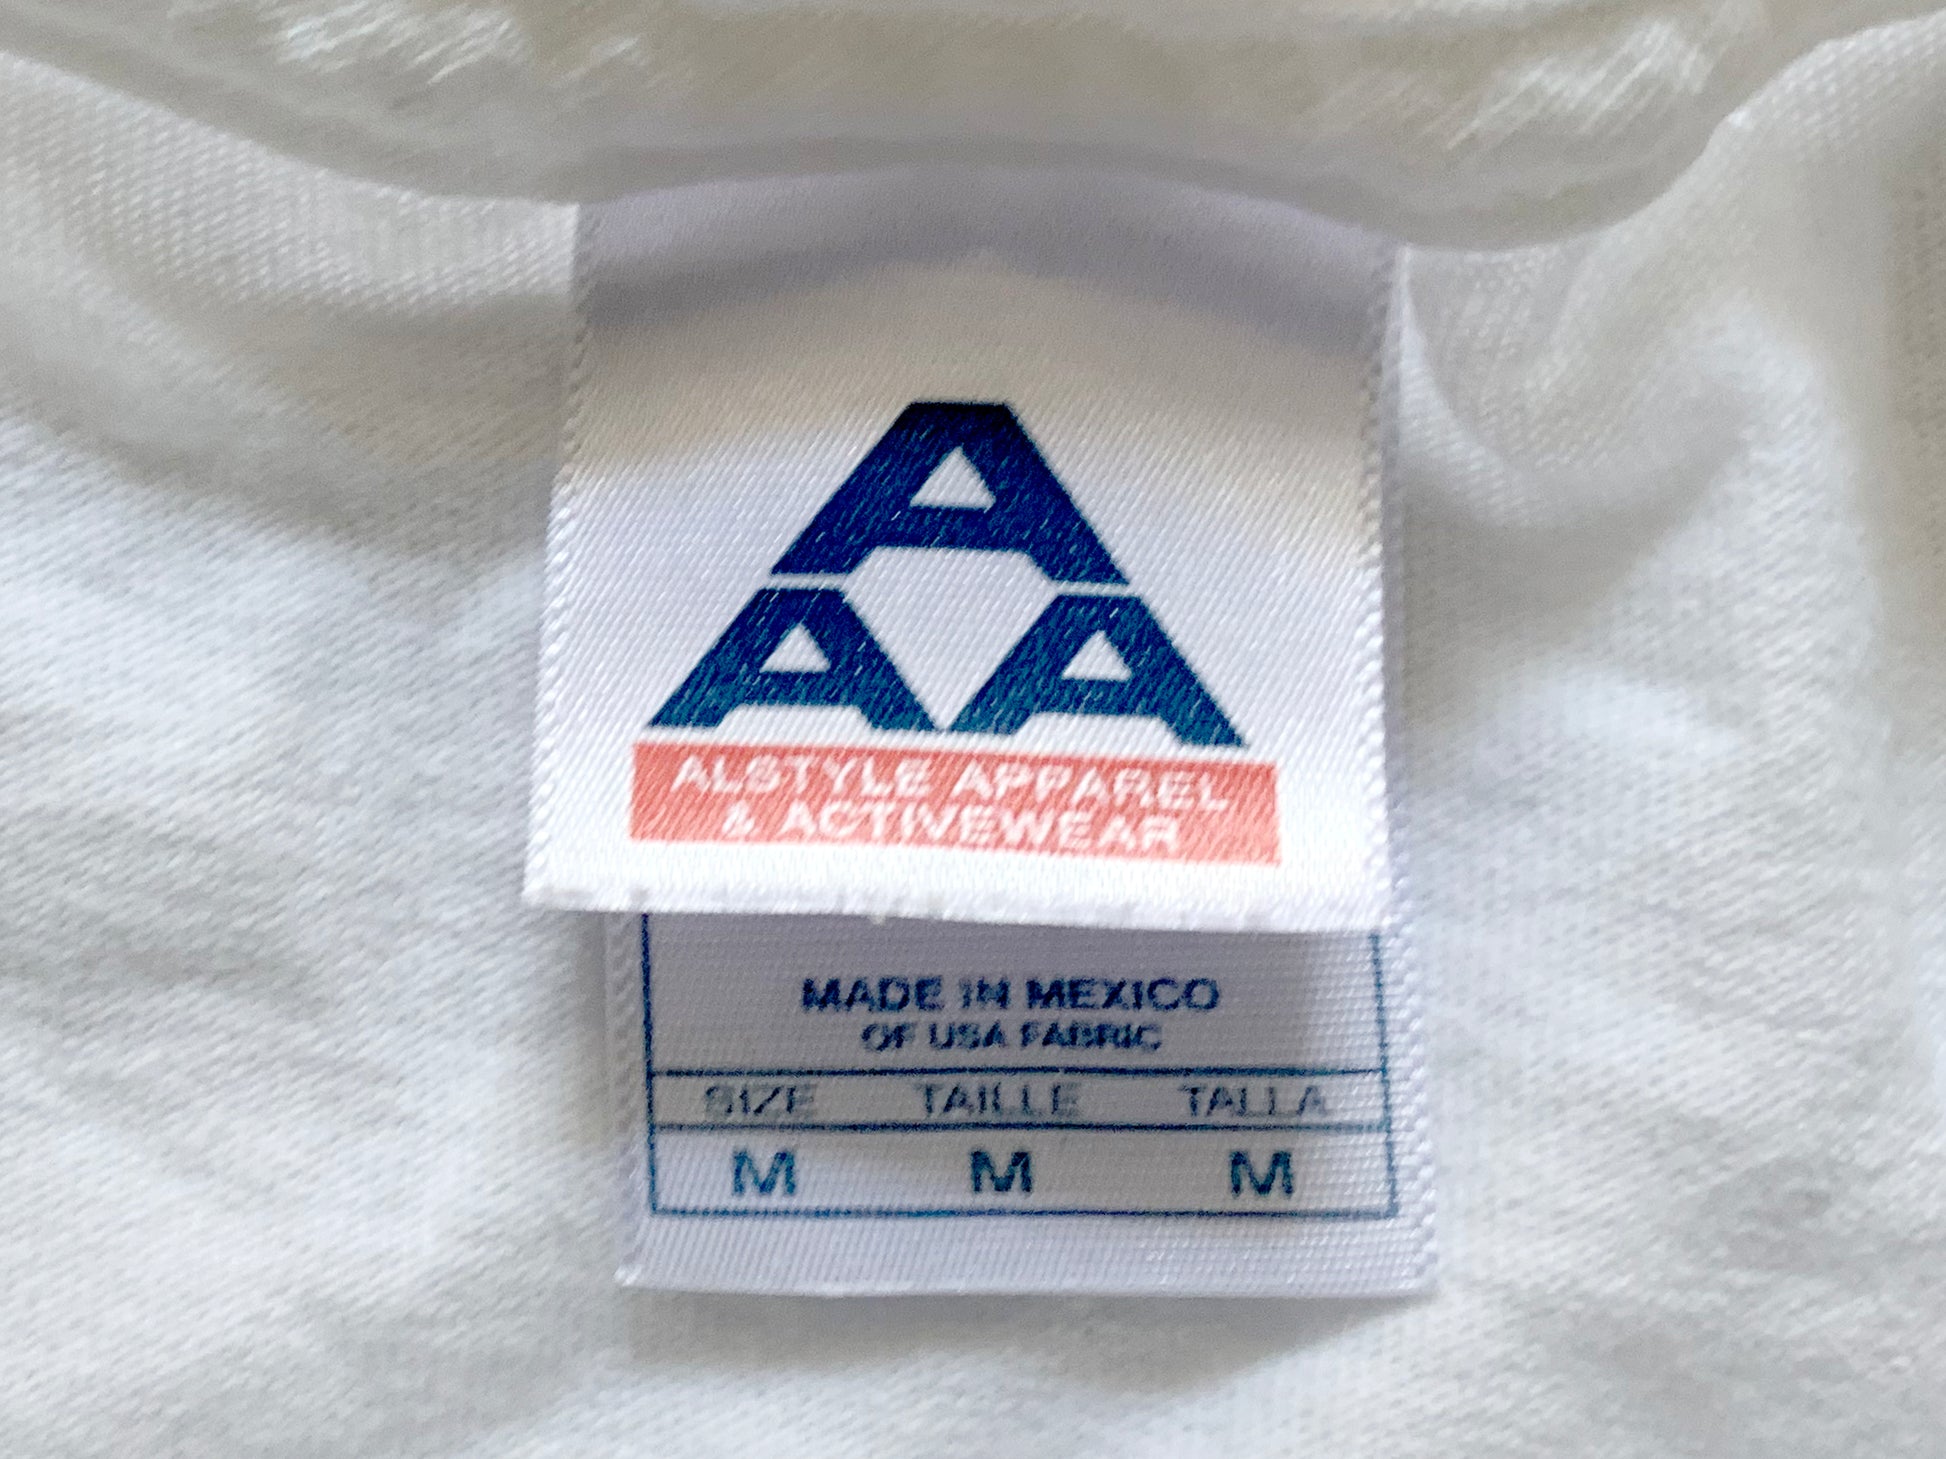 A
A A
ALSTYLE APPAREL
& ACTIVEWEAR
MADE IN MEXICO
OF USA FABRIC
SIZE TAILLE TALLA
M M M